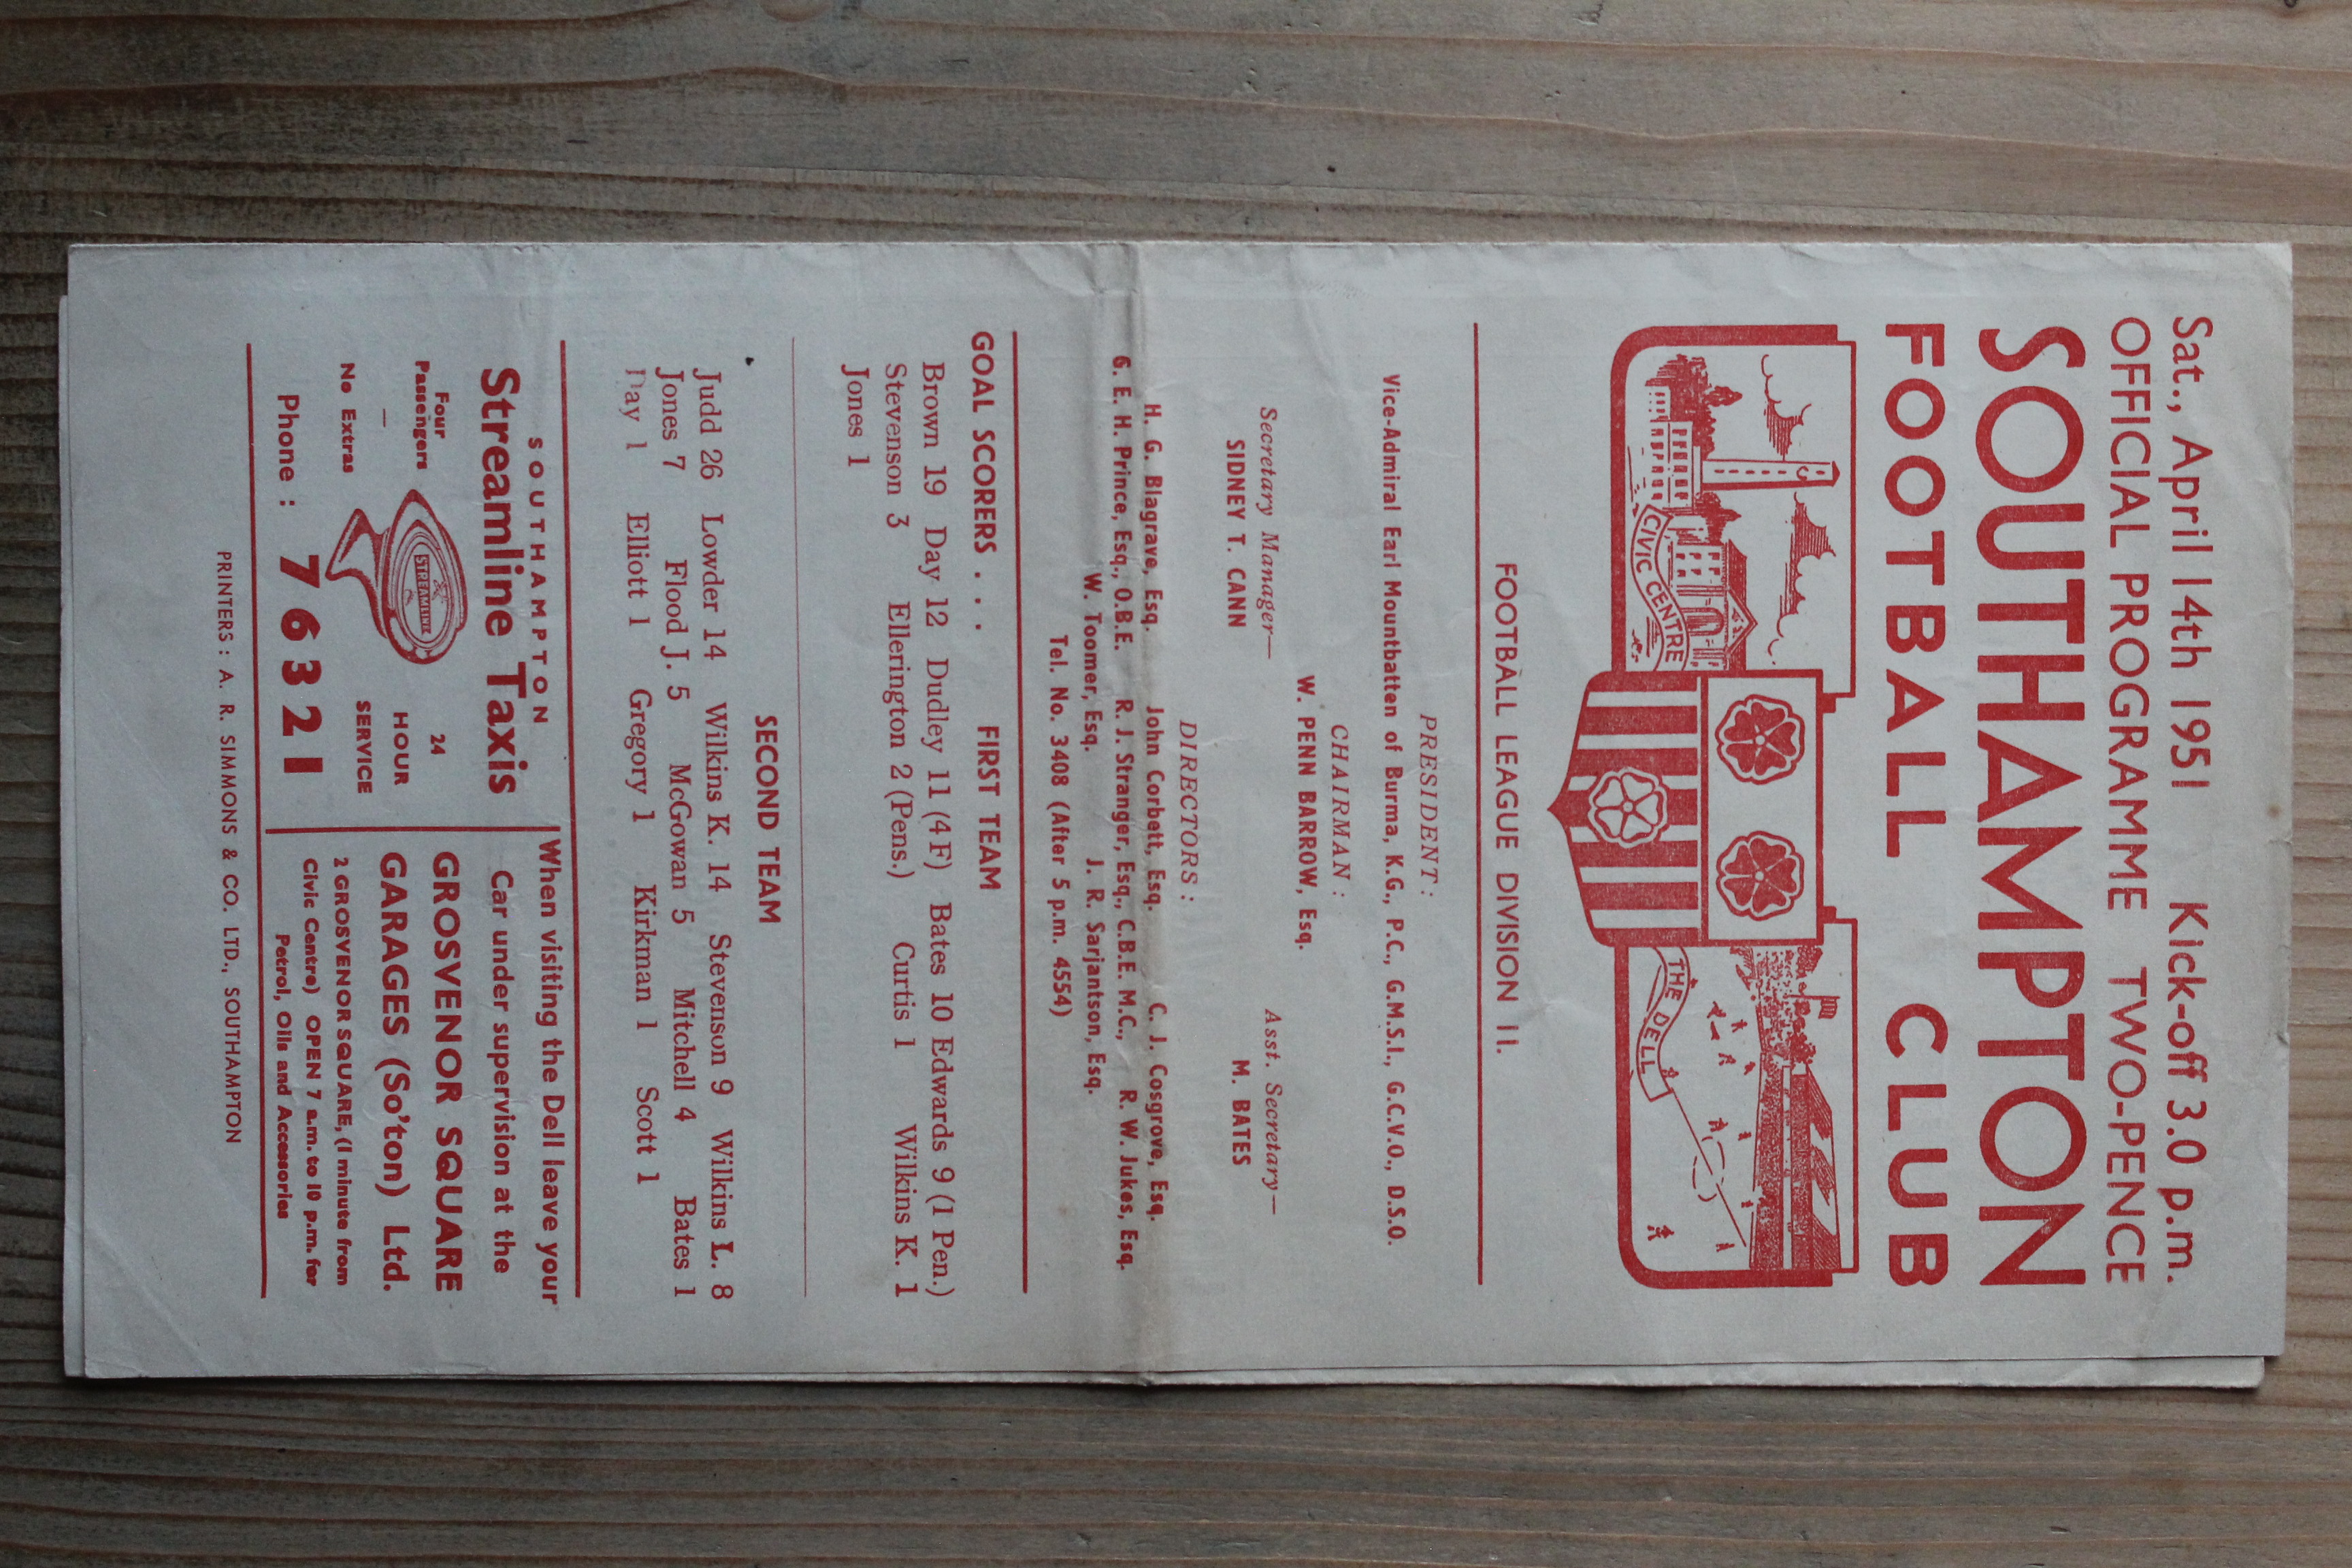 Sat., April 14th 1951 Kick-off 3.0 p.m.
OFFICIAL PROGRAMME TWO-PENCE
SOUTHAMPTON
FOOTBALL CLUB
CIVIC CENTRE
THE DELL
FOOTBALL LEAGUE DIVISION II.
PRESIDENT:
Vice-Admiral Earl Mountbatten of Burma, K.G., P.C., G.M.S.I., G.C.V.O., D.S.O.
CHAIRMAN:
W. PENN BARROW, Esq.
Secretary Manager— Asst. Secretary—
SIDNEY T. CANN M. BATES
DIRECTORS:
H. G. Blagrave, Esq. John Corbett, Esq. C. J. Cosgrove, Esq.
G. E. H. Prince, Esq., O.B.E. R. J. Stranger, Esq., C.B.E. M.C., R. W. Jukes, Esq.
W. Toomer, Esq. J. R. Sarjantson, Esq.
Tel. No. 3408 (After 5 p.m. 4554)
GOAL SCORERS . . . FIRST TEAM
Brown 19 Day 12 Dudley 11 (4 F) Bates 10 Edwards 9 (1 Pen.)
Stevenson 3 Ellerington 2 (Pens.) Curtis 1 Wilkins K. 1
Jones 1
SECOND TEAM
Judd 26 Lowder 14 Wilkins K. 14 Stevenson 9 Wilkins L. 8
Jones 7 Flood J. 5 McGowan 5 Mitchell 4 Bates 1
Day 1 Elliott 1 Gregory 1 Kirkman 1 Scott 1
SOUTHAMPTON
Streamline Taxis
Four
Passengers
—
No Extras
STREAMLINE
24
HOUR
SERVICE
Phone : 76321
When visiting the Dell leave your
Car under supervision at the
GROSVENOR SQUARE
GARAGES (So'ton) Ltd.
2 GROSVENOR SQUARE, (1 minute from
Civic Centre) OPEN 7 a.m. to 10 p.m. for
Petrol, Oils and Accessories
PRINTERS: A. R. SIMMONS & CO. LTD., SOUTHAMPTON